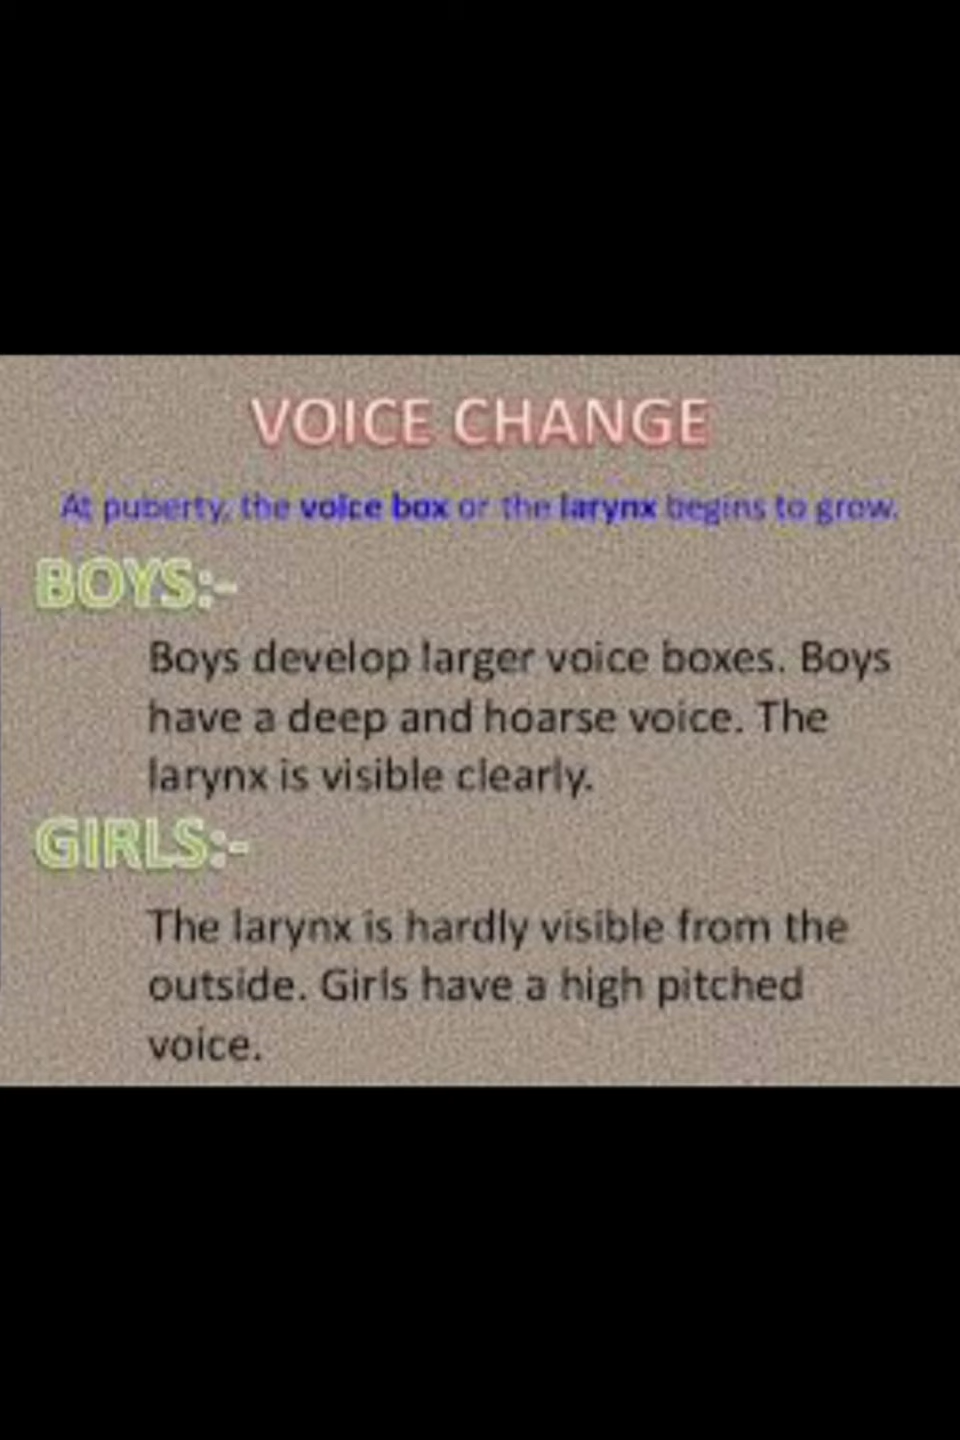 VOICE CHANGE
At puberty, the voice box or the larynx begins to grow.
BOYS:-
Boys develop larger voice boxes. Boys
have a deep and hoarse voice. The
larynx is visible clearly.
GIRLS:-
The larynx is hardly visible from the
outside. Girls have a high pitched
voice.